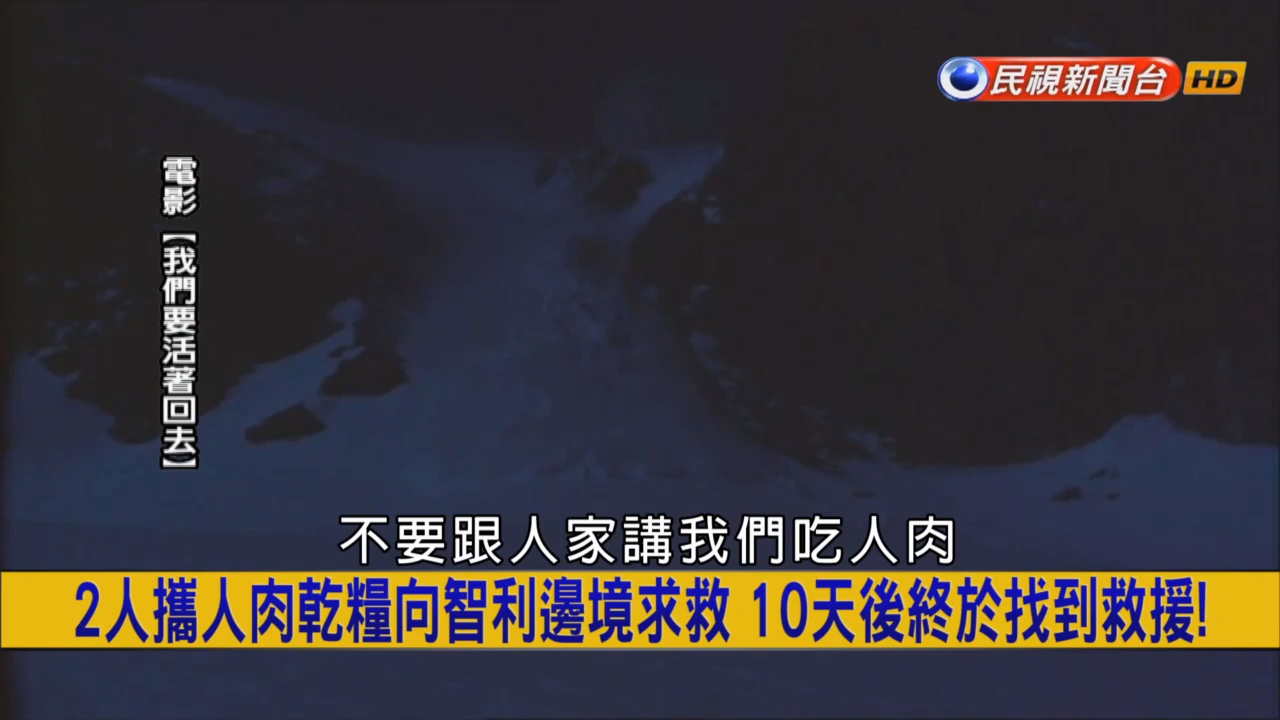 民視新聞台 HD
電影【我們要活著回去】
不要跟人家講我們吃人肉
2人攜人肉乾糧向智利邊境求救 10天後終於找到救援!